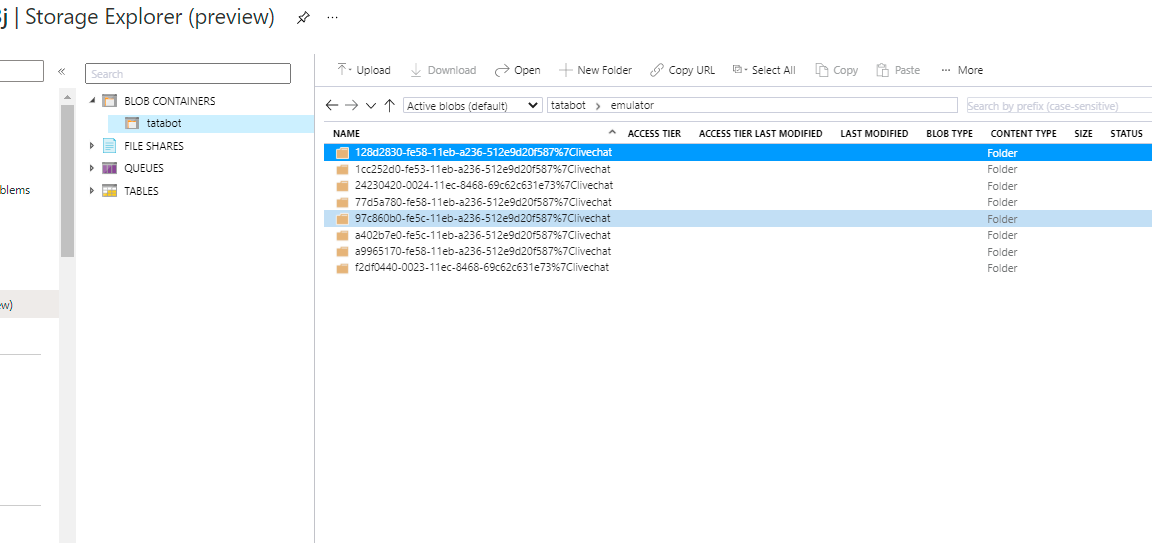 j | Storage Explorer (preview) ...
« Search
Upload Download Open New Folder Copy URL Select All Copy Paste ... More
BLOB CONTAINERS
tatabot
FILE SHARES
QUEUES
TABLES
blems
ew)
Active blobs (default) tatabot > emulator Search by prefix (case-sensitive)
NAME ACCESS TIER ACCESS TIER LAST MODIFIED LAST MODIFIED BLOB TYPE CONTENT TYPE SIZE STATUS
128d2830-fe58-11eb-a236-512e9d20f587%7Clivechat Folder
1cc252d0-fe53-11eb-a236-512e9d20f587%7Clivechat Folder
24230420-0024-11ec-8468-69c62c631e73%7Clivechat Folder
77d5a780-fe58-11eb-a236-512e9d20f587%7Clivechat Folder
97c860b0-fe5c-11eb-a236-512e9d20f587%7Clivechat Folder
a402b7e0-fe5c-11eb-a236-512e9d20f587%7Clivechat Folder
a9965170-fe58-11eb-a236-512e9d20f587%7Clivechat Folder
f2df0440-0023-11ec-8468-69c62c631e73%7Clivechat Folder